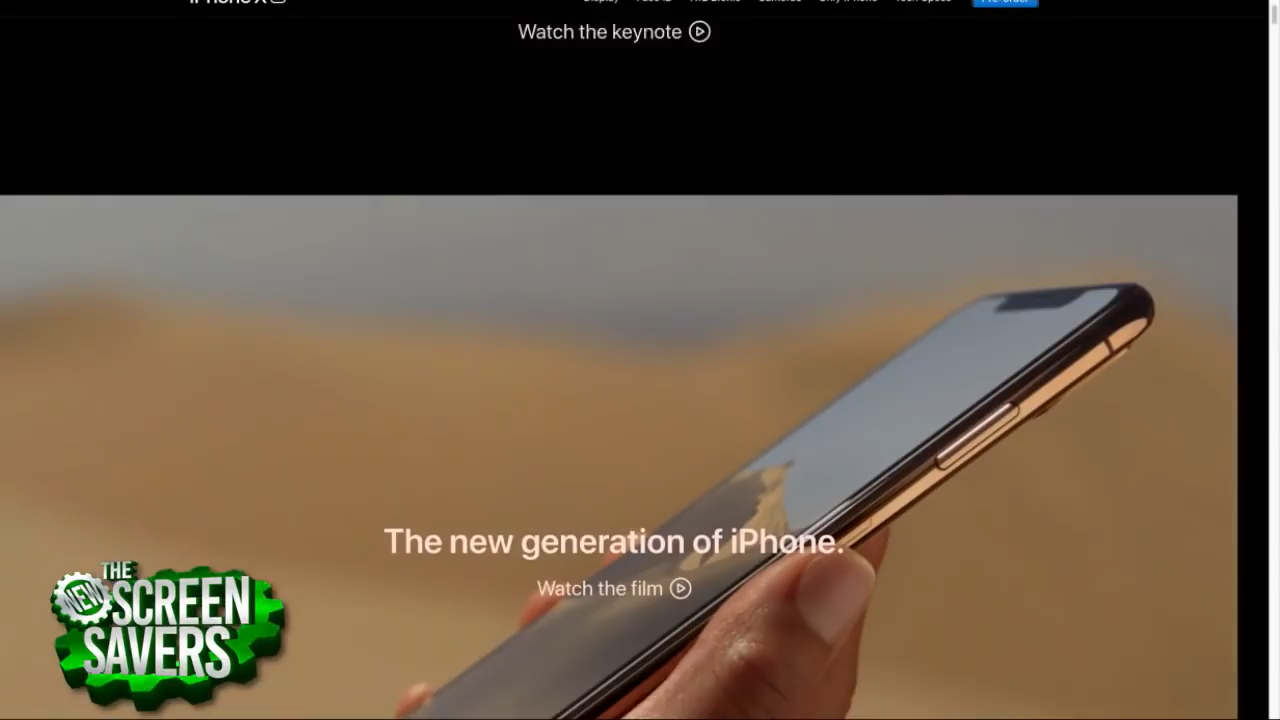 Watch the keynote
The new generation of iPhone.
Watch the film
THE
NEW SCREEN
SAVERS